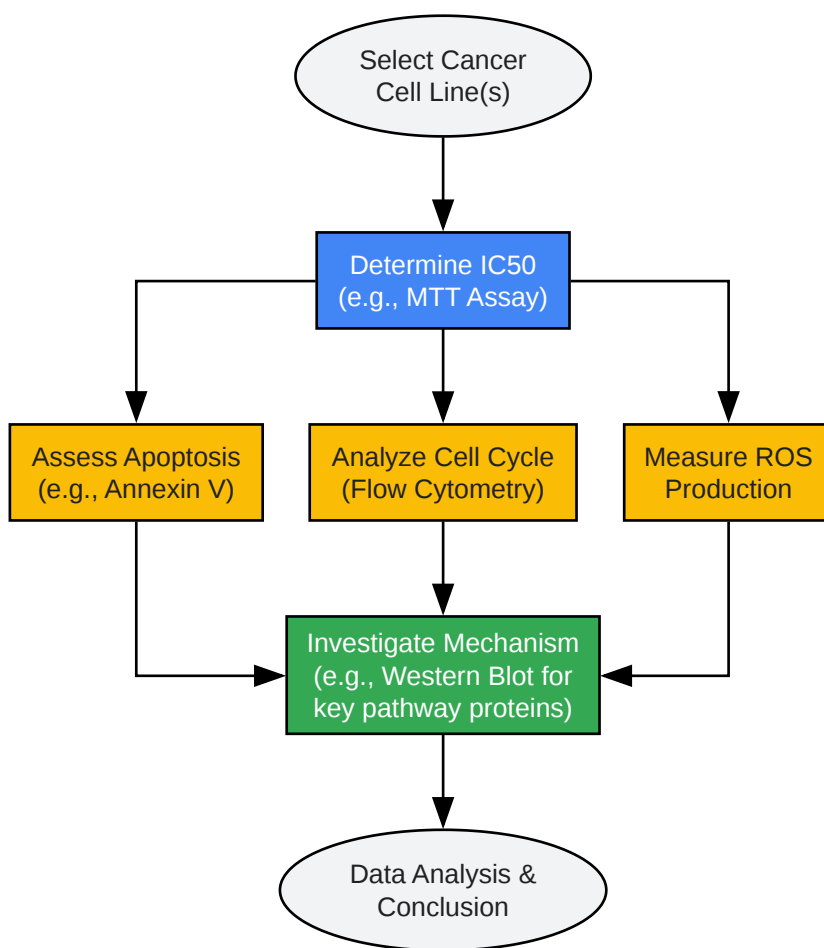 Select Cancer
Cell Line(s)
Determine IC50
(e.g., MTT Assay)
Assess Apoptosis
(e.g., Annexin V)
Analyze Cell Cycle
(Flow Cytometry)
Measure ROS
Production
Investigate Mechanism
(e.g., Western Blot for
key pathway proteins)
Data Analysis &
Conclusion